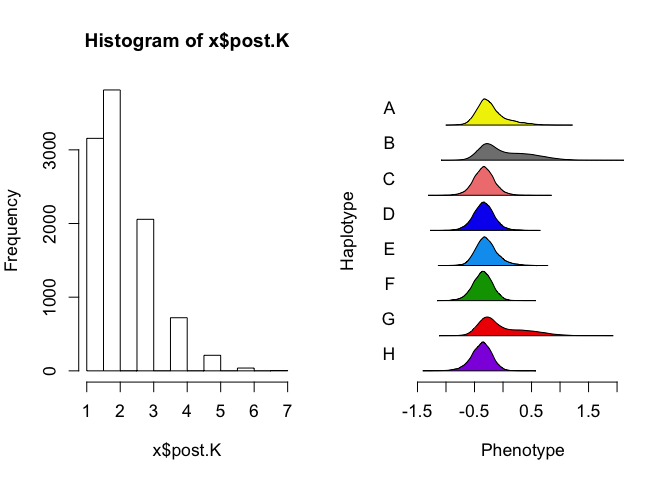 Histogram of x$post.K
Frequency
0
1000
2000
3000
1 2 3 4 5 6 7
x$post.K
Haplotype
A
B
C
D
E
F
G
H
-1.5 -0.5 0.5 1.5
Phenotype